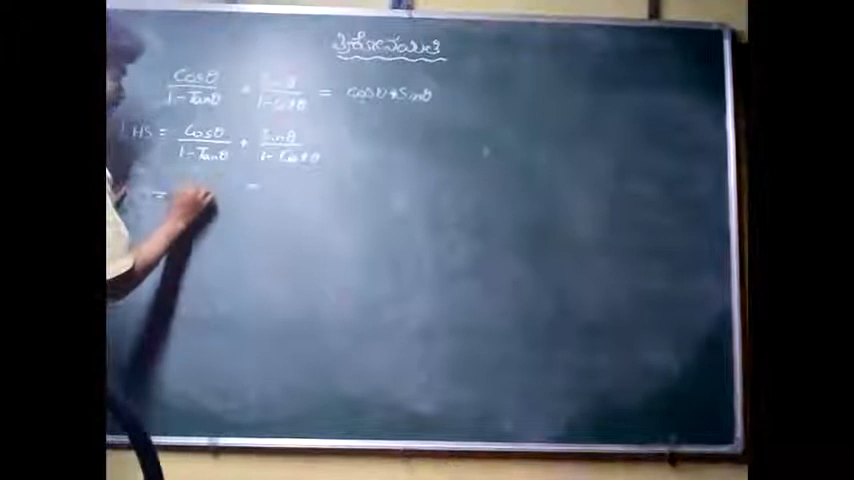 ತ್ರಿಕೋನಮಿತಿ
Cosθ / 1-Tanθ + Sinθ / 1-Cotθ = Cosθ + Sinθ
LHS = Cosθ / 1-Tanθ + Sinθ / 1-Cotθ
=